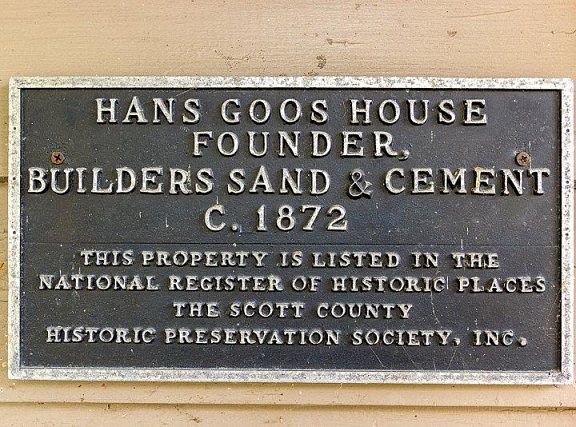 HANS GOOS HOUSE
FOUNDER,
BUILDERS SAND & CEMENT
C. 1872
THIS PROPERTY IS LISTED IN THE
NATIONAL REGISTER OF HISTORIC PLACES
THE SCOTT COUNTY
HISTORIC PRESERVATION SOCIETY, INC.